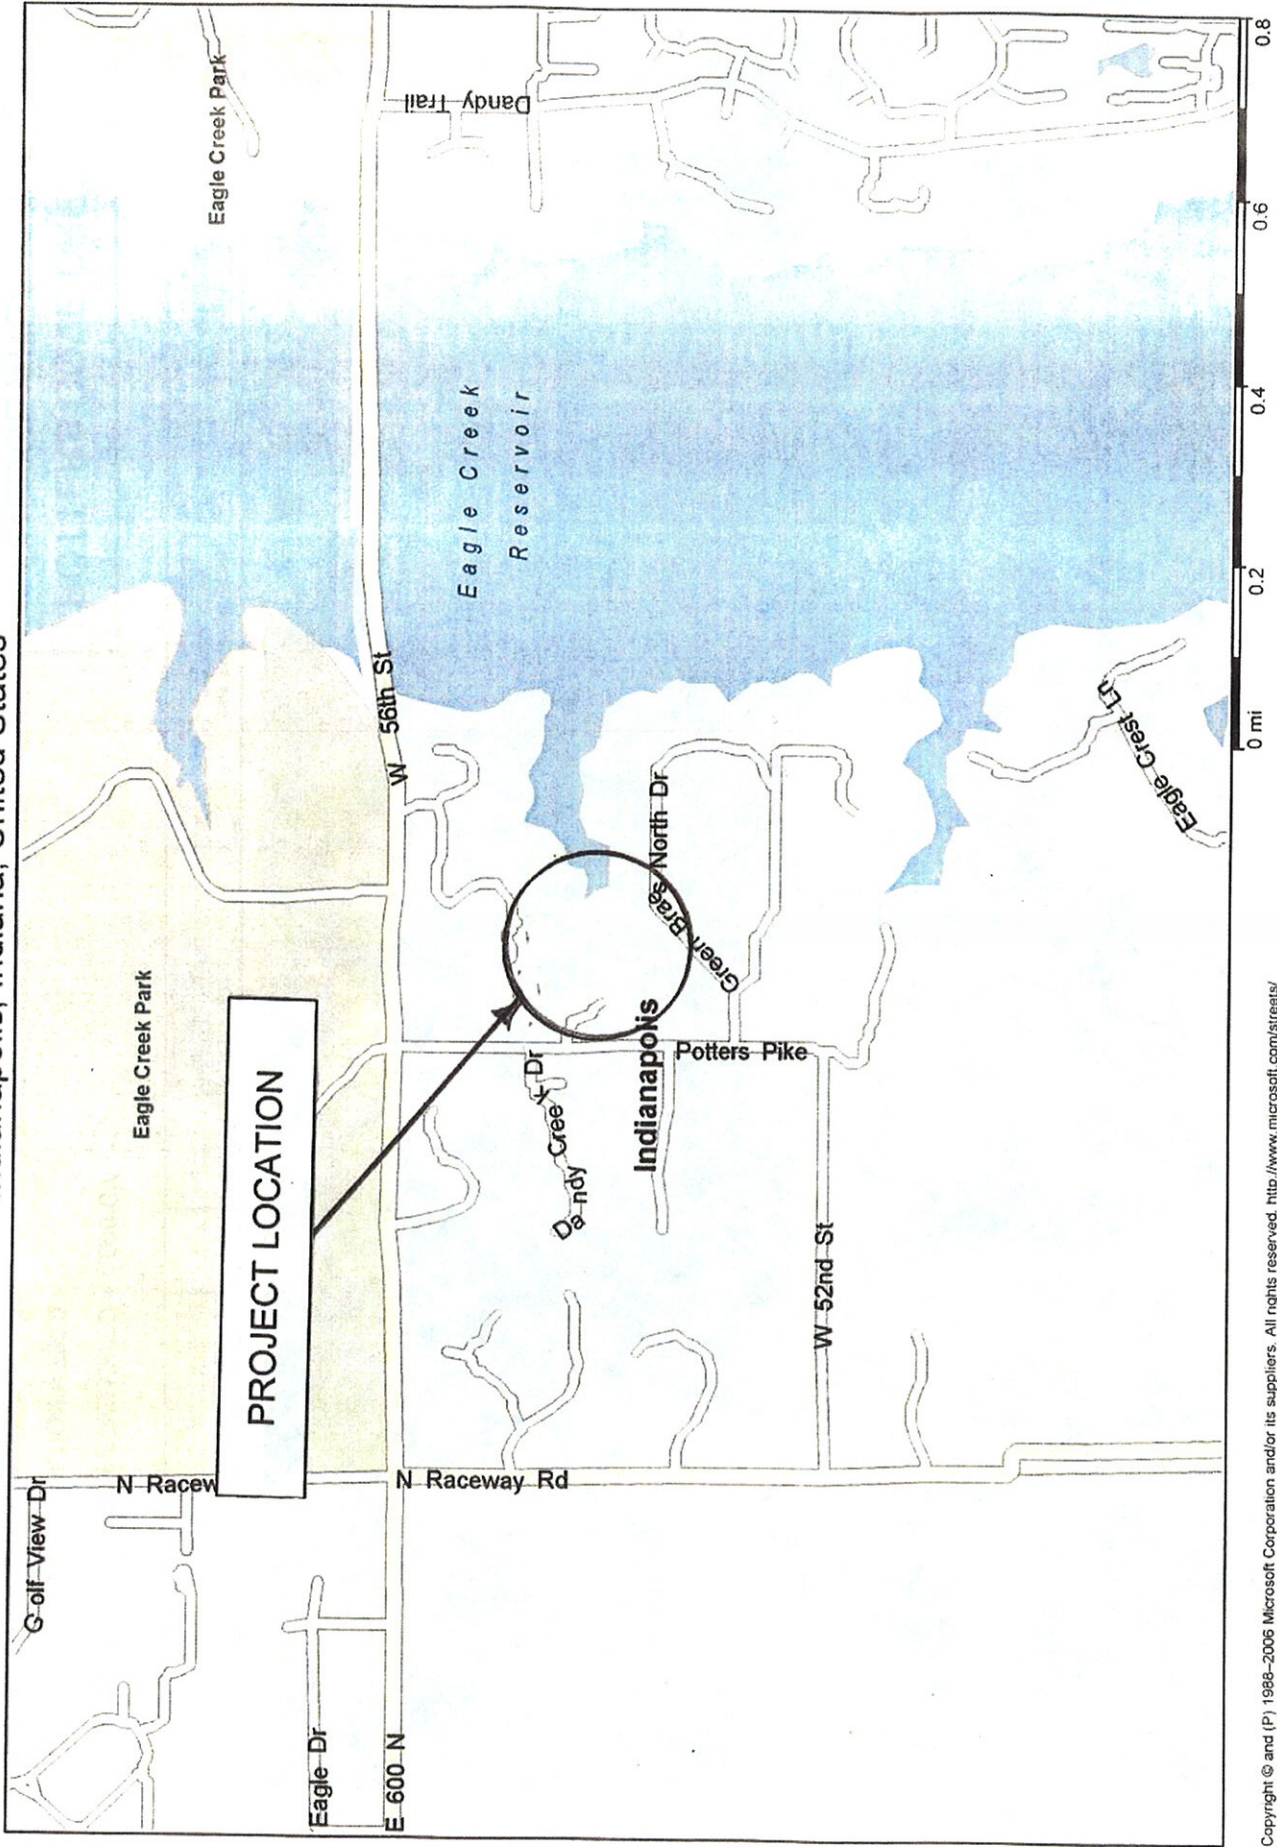 Indianapolis, Indiana, United States
Golf View Dr
N Racew
Eagle Creek Park
Eagle Creek Park
PROJECT LOCATION
Eagle Dr
E 600 N
N Raceway Rd
W 56th St
Dandy Trail
Eagle Creek
Reservoir
Dandy Creek Dr
Indianapolis
Green Braes North Dr
Potters Pike
W 52nd St
Eagle Crest Ln
0 mi 0.2 0.4 0.6 0.8
Copyright © and (P) 1988–2006 Microsoft Corporation and/or its suppliers. All rights reserved. http://www.microsoft.com/streets/